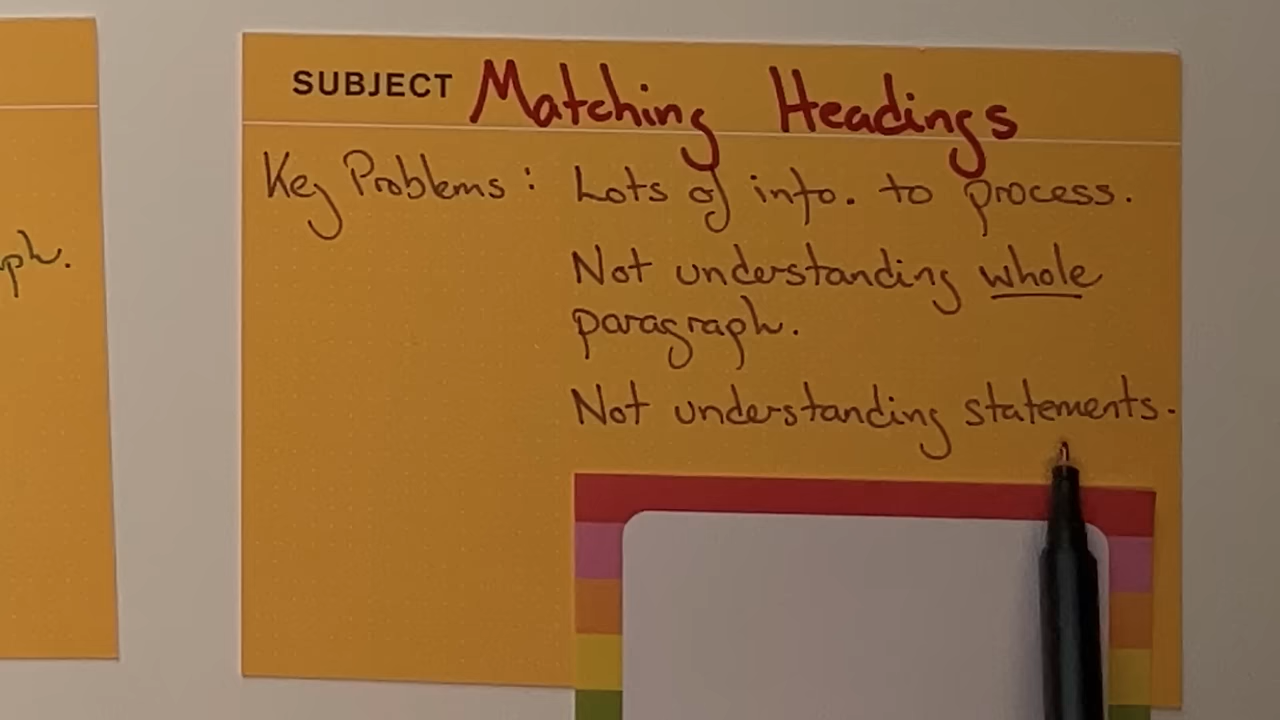 SUBJECT Matching Headings
Key Problems: Lots of info. to process.
Not understanding whole
paragraph.
Not understanding statements.